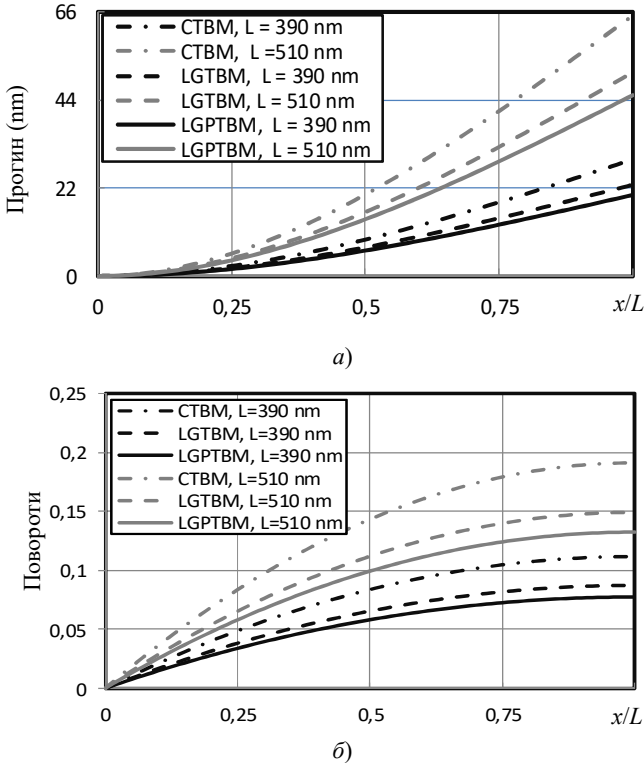 66
44
22
0
Прогин (nm)
CTBM, L = 390 nm
CTBM, L =510 nm
LGTBM, L = 390 nm
LGTBM, L = 510 nm
LGPTBM, L = 390 nm
LGPTBM, L = 510 nm
0
0,25
0,5
0,75
x/L
а)
0,25
0,2
0,15
0,1
0,05
0
Повороти
CTBM, L=390 nm
LGTBM, L=390 nm
LGPTBM, L=390 nm
CTBM, L=510 nm
LGTBM, L=510 nm
LGPTBM, L=510 nm
0
0,25
0,5
0,75
x/L
б)